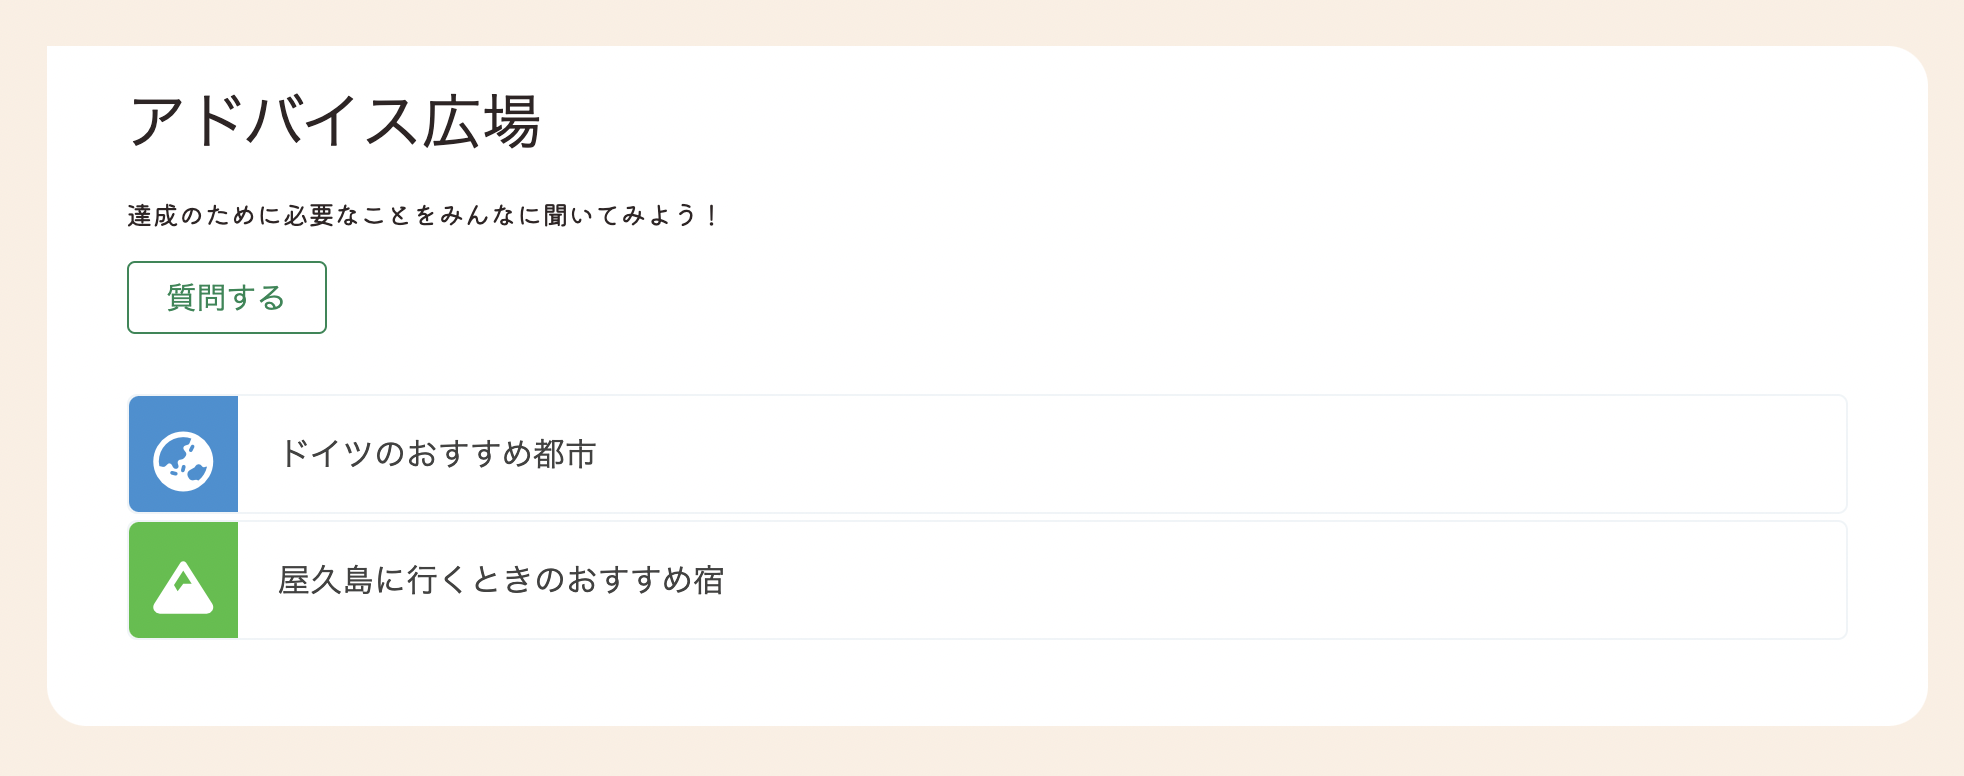 アドバイス広場
達成のために必要なことをみんなに聞いてみよう！
質問する
ドイツのおすすめ都市
屋久島に行くときのおすすめ宿